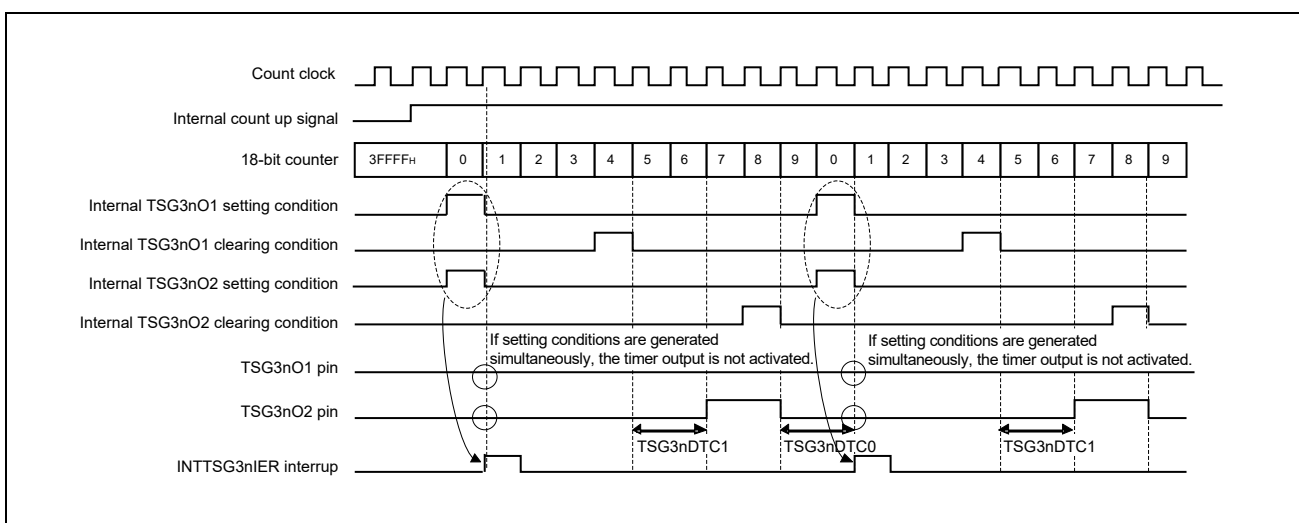 Count clock
Internal count up signal
18-bit counter 3FFFFH 0 1 2 3 4 5 6 7 8 9 0 1 2 3 4 5 6 7 8 9
Internal TSG3nO1 setting condition
Internal TSG3nO1 clearing condition
Internal TSG3nO2 setting condition
Internal TSG3nO2 clearing condition
If setting conditions are generated
simultaneously, the timer output is not activated.
If setting conditions are generated
simultaneously, the timer output is not activated.
TSG3nO1 pin
TSG3nO2 pin
TSG3nDTC1 TSG3nDTC0 TSG3nDTC1
INTTSG3nIER interrup